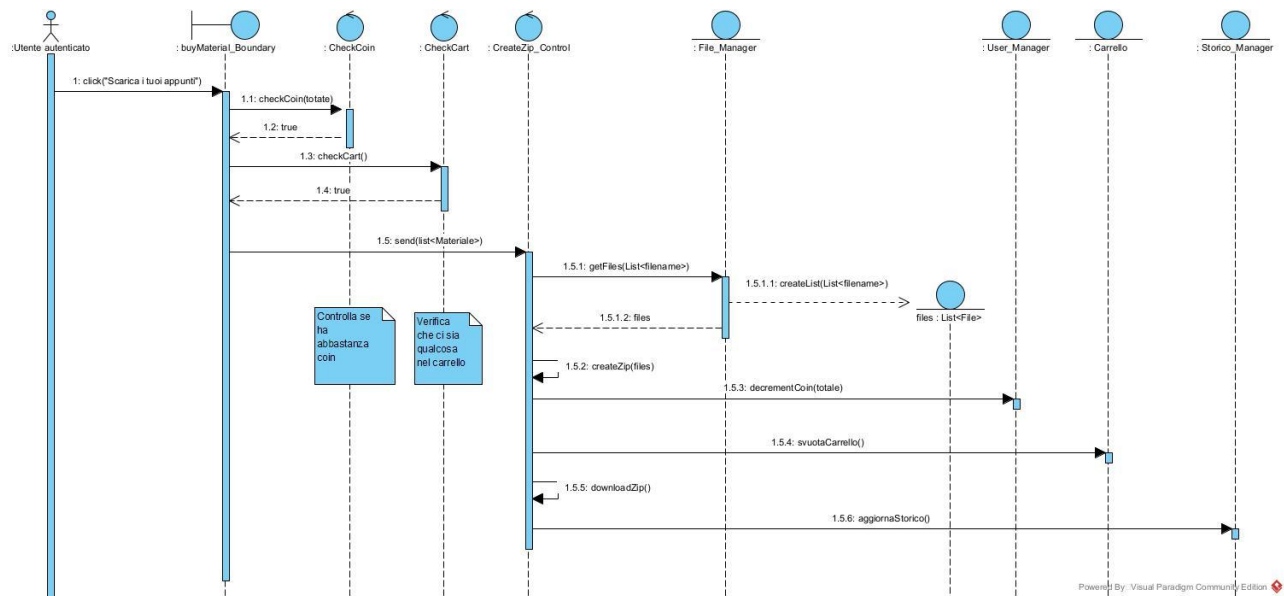 :Utente autenticato
: buyMaterial_Boundary
: CheckCoin
: CheckCart
: CreateZip_Control
: File_Manager
: User_Manager
: Carrello
: Storico_Manager
1: click("Scarica i tuoi appunti")
1.1: checkCoin(totate)
1.2: true
1.3: checkCart()
1.4: true
1.5: send(list<Materiale>)
1.5.1: getFiles(List<filename>)
1.5.1.1: createList(List<filename>)
files : List<File>
1.5.1.2: files
Controlla se
ha
abbastanza
coin
Verifica
che ci sia
qualcosa
nel carrello
1.5.2: createZip(files)
1.5.3: decrementCoin(totale)
1.5.4: svuotaCarrello()
1.5.5: downloadZip()
1.5.6: aggiornaStorico()
Powered By Visual Paradigm Community Edition